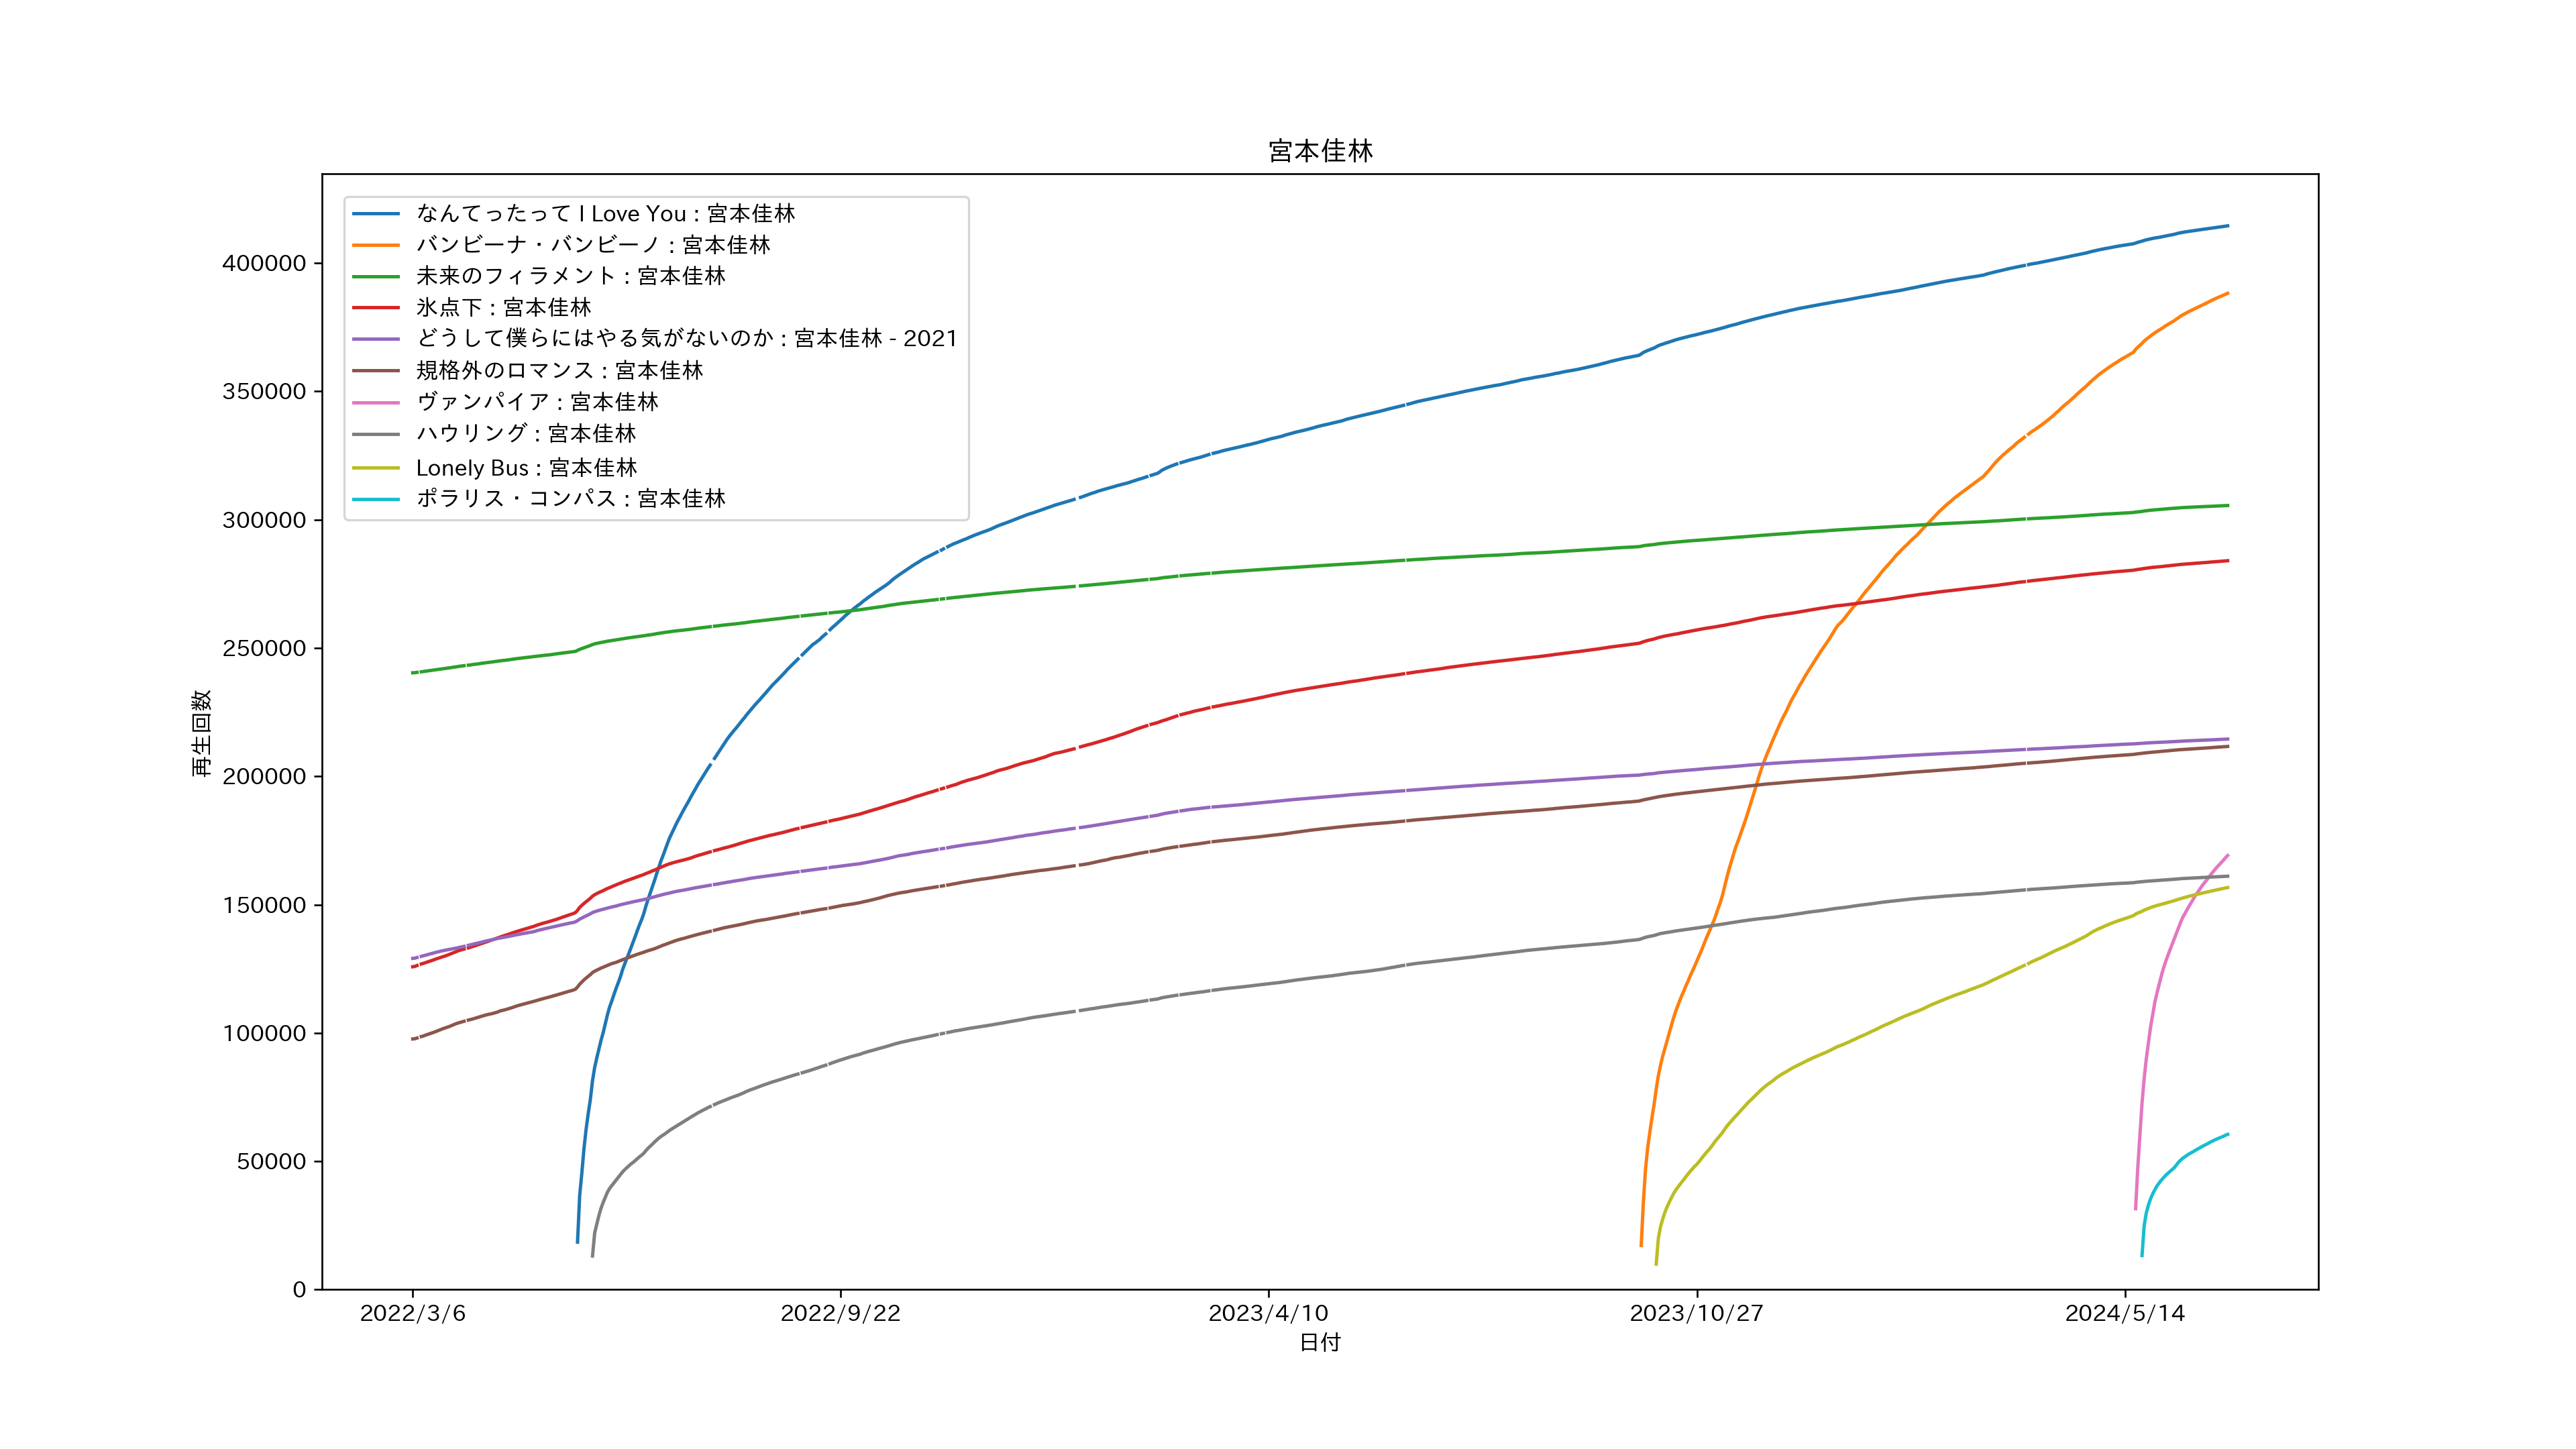 宮本佳林
なんてったって I Love You : 宮本佳林
バンビーナ・バンビーノ : 宮本佳林
未来のフィラメント : 宮本佳林
氷点下 : 宮本佳林
どうして僕らにはやる気がないのか : 宮本佳林 - 2021
規格外のロマンス : 宮本佳林
ヴァンパイア : 宮本佳林
ハウリング : 宮本佳林
Lonely Bus : 宮本佳林
ポラリス・コンパス : 宮本佳林
再生回数
400000
350000
300000
250000
200000
150000
100000
50000
0
2022/3/6
2022/9/22
2023/4/10
2023/10/27
2024/5/14
日付